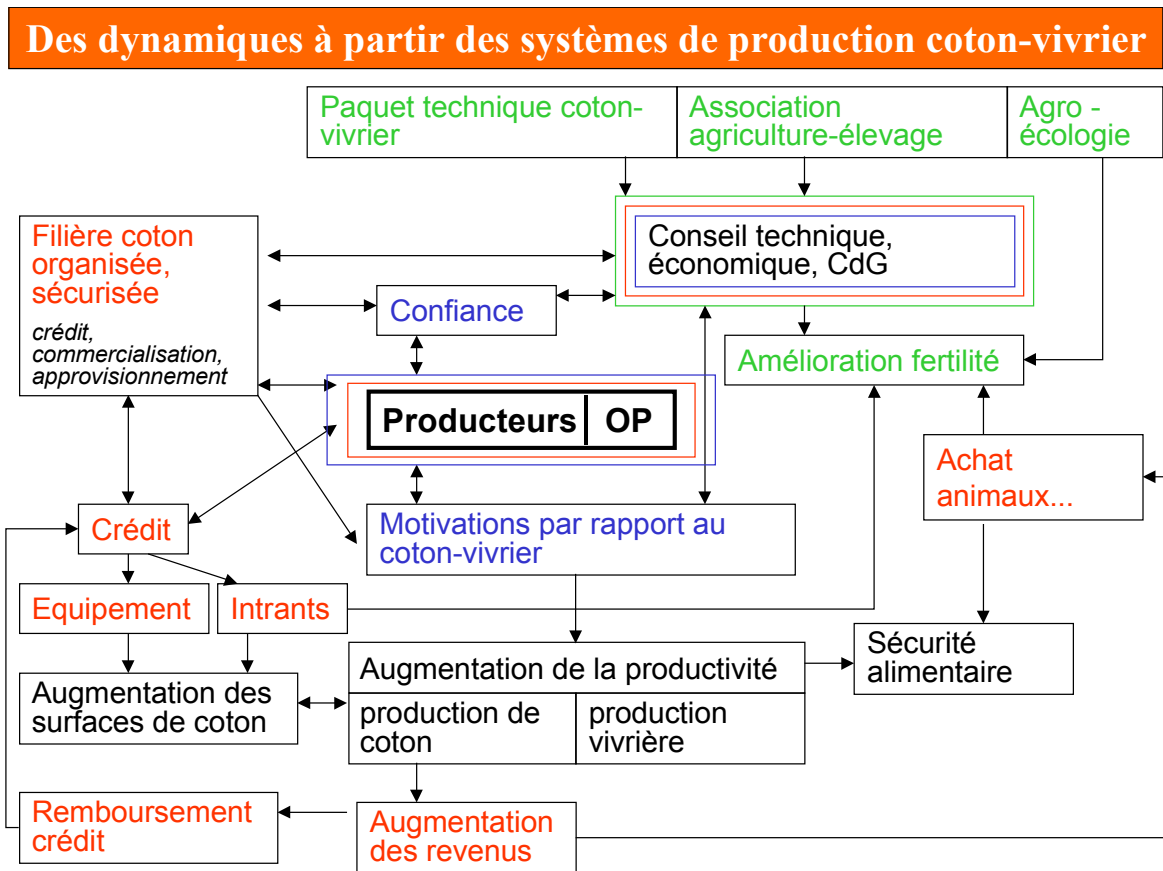 Des dynamiques à partir des systèmes de production coton-vivrier
Paquet technique coton-
vivrier
Association
agriculture-élevage
Agro -
écologie
Filière coton
organisée,
sécurisée
crédit,
commercialisation,
approvisionnement
Conseil technique,
économique, CdG
Confiance
Amélioration fertilité
Producteurs
OP
Achat
animaux...
Crédit
Motivations par rapport au
coton-vivrier
Equipement
Intrants
Sécurité
alimentaire
Augmentation de la productivité
Augmentation des
surfaces de coton
production de
coton
production
vivrière
Remboursement
crédit
Augmentation
des revenus